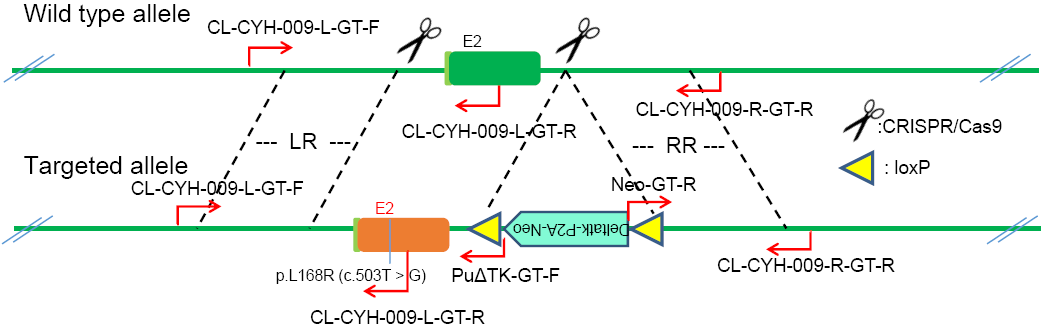 Wild type allele
CL-CYH-009-L-GT-F
E2
CL-CYH-009-L-GT-R
CL-CYH-009-R-GT-R
:CRISPR/Cas9
--- LR ---
--- RR ---
: loxP
Targeted allele
CL-CYH-009-L-GT-F
Neo-GT-R
E2
Deltatk-P2A-Neo
p.L168R (c.503T > G)
PuΔTK-GT-F
CL-CYH-009-R-GT-R
CL-CYH-009-L-GT-R